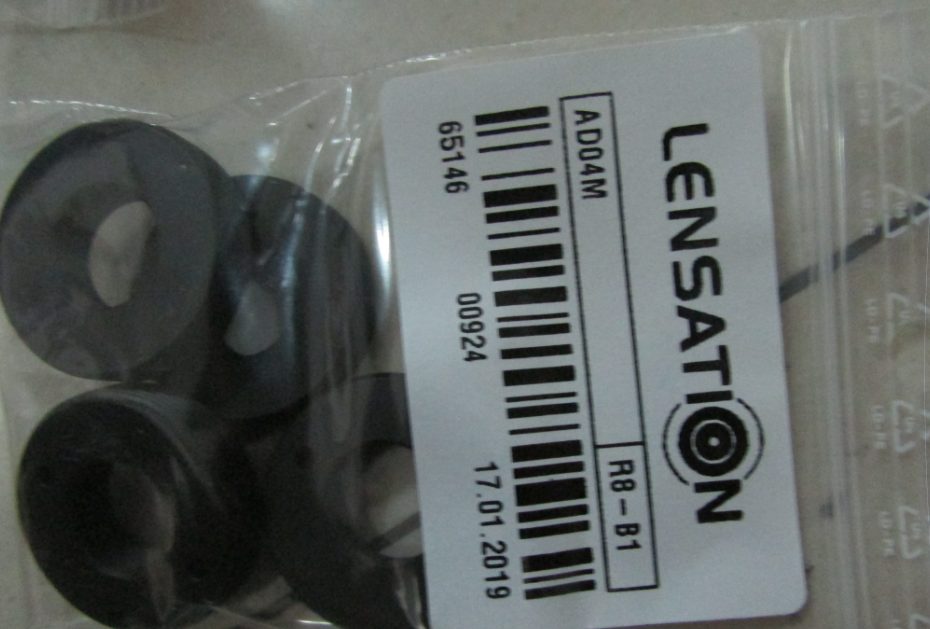 LENSATION
AD04M R8-B1
65146 00924 17.01.2019